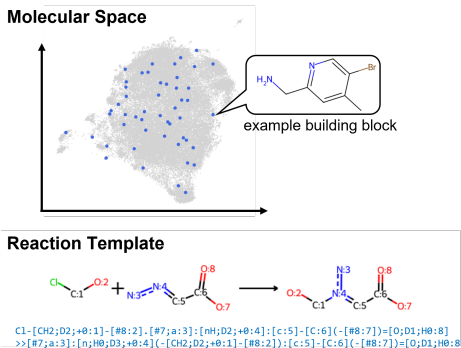 Molecular Space
N
Br
H₂N
example building block
Reaction Template
Cl
O:2
C:1
+
N:3
N:4
C:5
C:6
O:8
O:7
N:3
O:8
O:2
N:4
C:6
C:1
C:5
O:7
Cl-[CH2;D2;+0:1]-[#8:2].[#7;a:3]:[nH;D2;+0:4]:[c:5]-[C:6](-[#8:7])=[O;D1;H0:8]
>>[#7;a:3]:[n;H0;D3;+0:4](-[CH2;D2;+0:1]-[#8:2]):[c:5]-[C:6](-[#8:7])=[O;D1;H0:8]